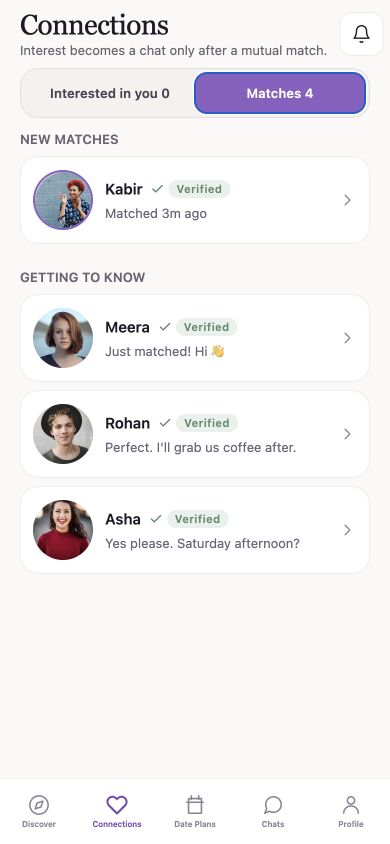 Connections
Interest becomes a chat only after a mutual match.
Interested in you 0
Matches 4
NEW MATCHES
Kabir ✓ Verified
Matched 3m ago
GETTING TO KNOW
Meera ✓ Verified
Just matched! Hi 👋
Rohan ✓ Verified
Perfect. I'll grab us coffee after.
Asha ✓ Verified
Yes please. Saturday afternoon?
Discover
Connections
Date Plans
Chats
Profile